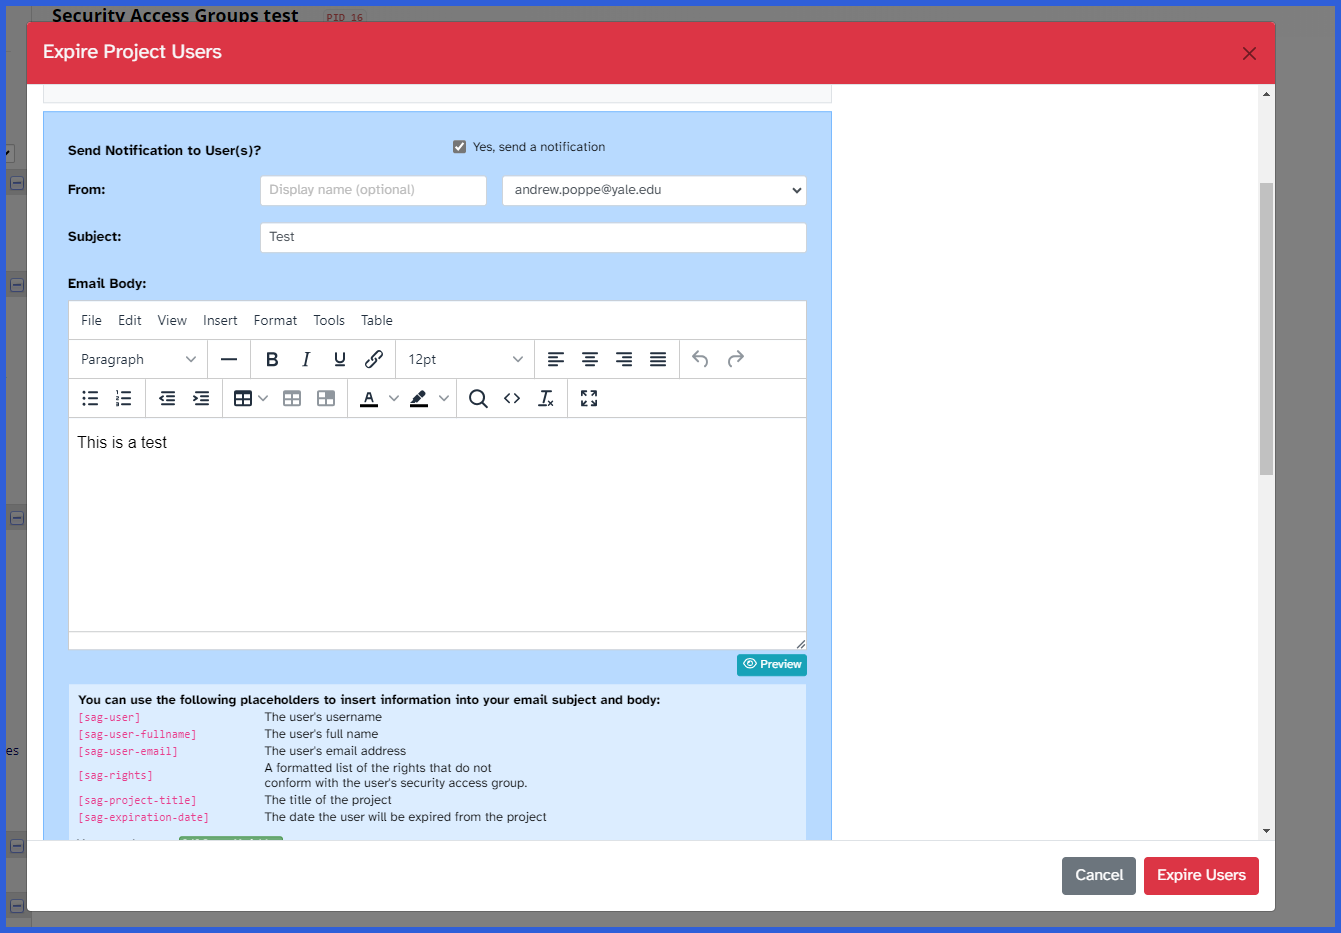 Security Access Groups test PID 16
Expire Project Users
Send Notification to User(s)?
Yes, send a notification
From:
Display name (optional)
andrew.poppe@yale.edu
Subject:
Test
Email Body:
File Edit View Insert Format Tools Table
Paragraph
B I U
12pt
A
This is a test
Preview
You can use the following placeholders to insert information into your email subject and body:
[sag-user] The user's username
[sag-user-fullname] The user's full name
[sag-user-email] The user's email address
[sag-rights] A formatted list of the rights that do not
conform with the user's security access group.
[sag-project-title] The title of the project
[sag-expiration-date] The date the user will be expired from the project
es
Cancel
Expire Users